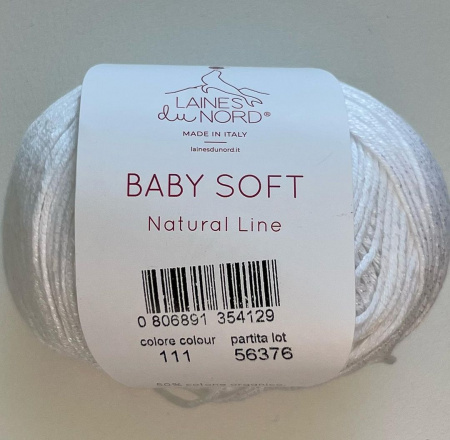 LAINES
du NORD®
MADE IN ITALY
lainesdunord.it
BABY SOFT
Natural Line
0 806891 354129
colore colour partita lot
111 56376